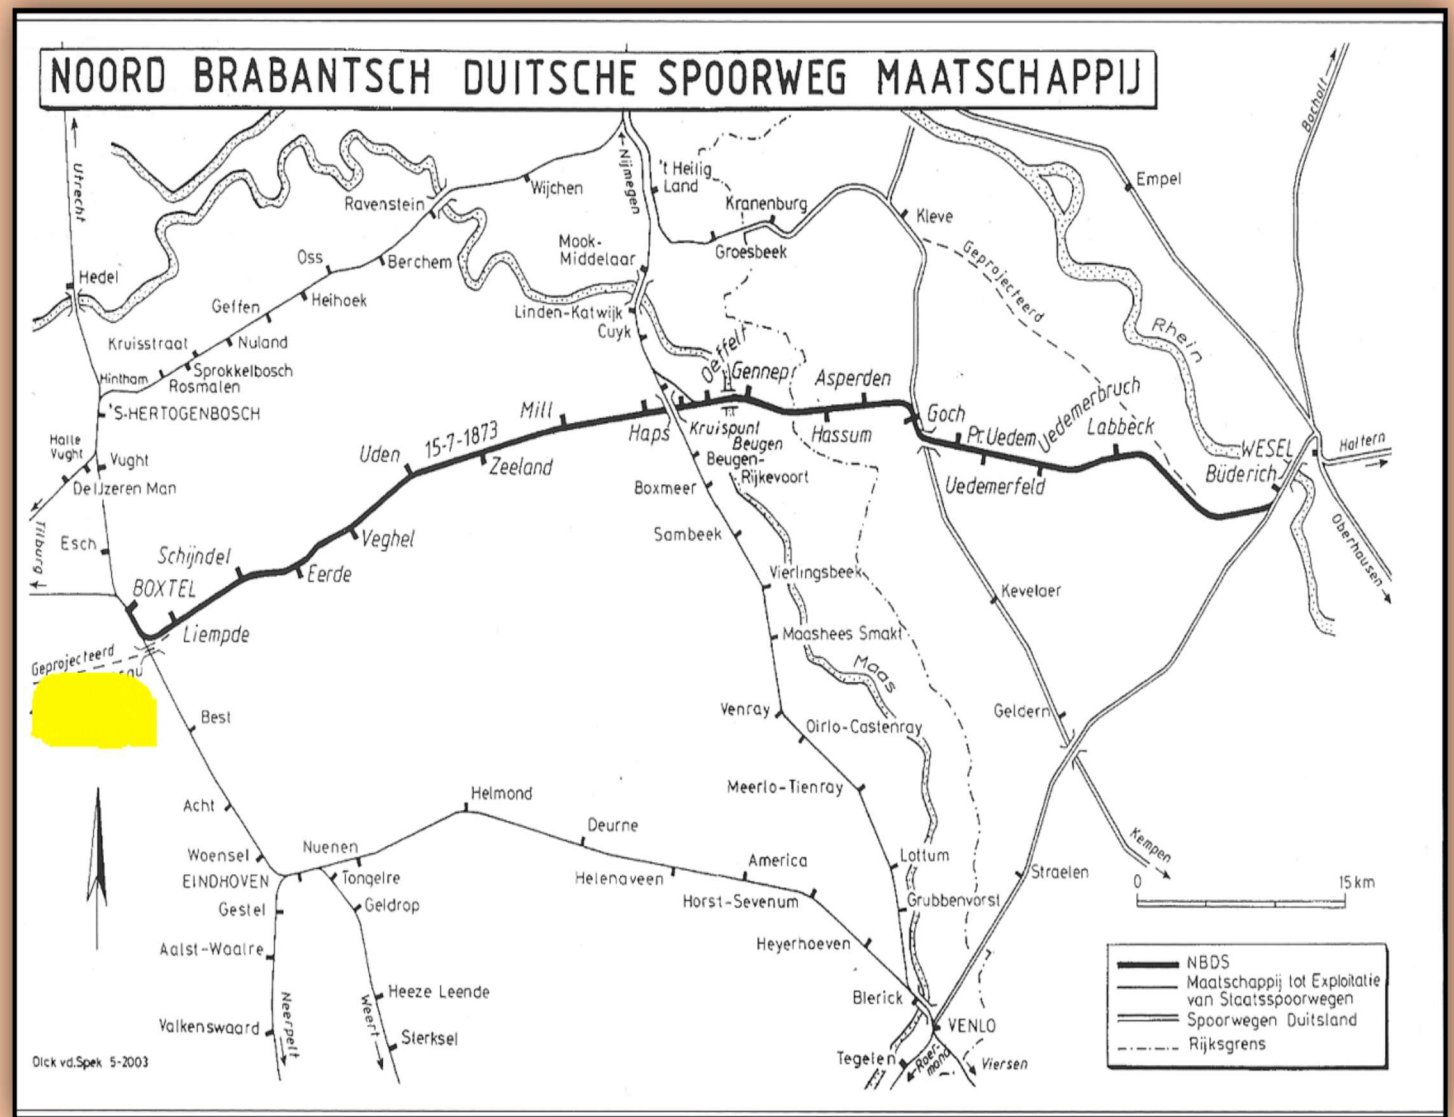 NOORD BRABANTSCH DUITSCHE SPOORWEG MAATSCHAPPIJ
Utrecht
Nijmegen
Bocholt
't Heilig
Land
Wijchen
Ravenstein
Kranenburg
Kleve
Empel
Groesbeek
Mook-
Middelaar
Berchem
Oss
Heihoek
Hedel
Geffen
Nuland
Geprojecteerd
Rhein
Linden-Katwijk
Cuyk
Kruisstraat
Sprokkelbosch
Hintham
Rosmalen
'S-HERTOGENBOSCH
Oeffelt
Gennep
Asperden
Mill
Haps
Kruispunt
Beugen
Hassum
Goch
Pr.Uedem
Uedemerbruch
Labbeck
WESEL
Haltern
Büderich
Uedemerfeld
Halle
Vught
Vught
De IJzeren Man
Uden
15-7-1873
Zeeland
Beugen-
Rijkevoort
Boxmeer
Sambeek
Tilburg
Esch
Veghel
Schijndel
Eerde
BOXTEL
Liempde
Oberhausen
Vierlingsbeek
Kevelaer
Maashees Smakt
Maas
Geprojecteerd
Best
Venray
Oirlo-Castenray
Geldern
Meerlo-Tienray
Acht
Helmond
Deurne
Kempen
Woensel
Nuenen
EINDHOVEN
Tongelre
Helenaveen
America
Lottum
Straelen
0 15 km
Gestel
Geldrop
Horst-Sevenum
Grubbenvorst
Aalst-Waalre
Heyerhoeven
Heeze Leende
Blerick
Valkenswaard
Neerpelt
Weert
Sterksel
VENLO
Tegelen
Roer-
mond
Viersen
NBDS
Maatschappij tot Exploitatie
van Staatsspoorwegen
Spoorwegen Duitsland
Rijksgrens
Dick vd.Spek 5-2003